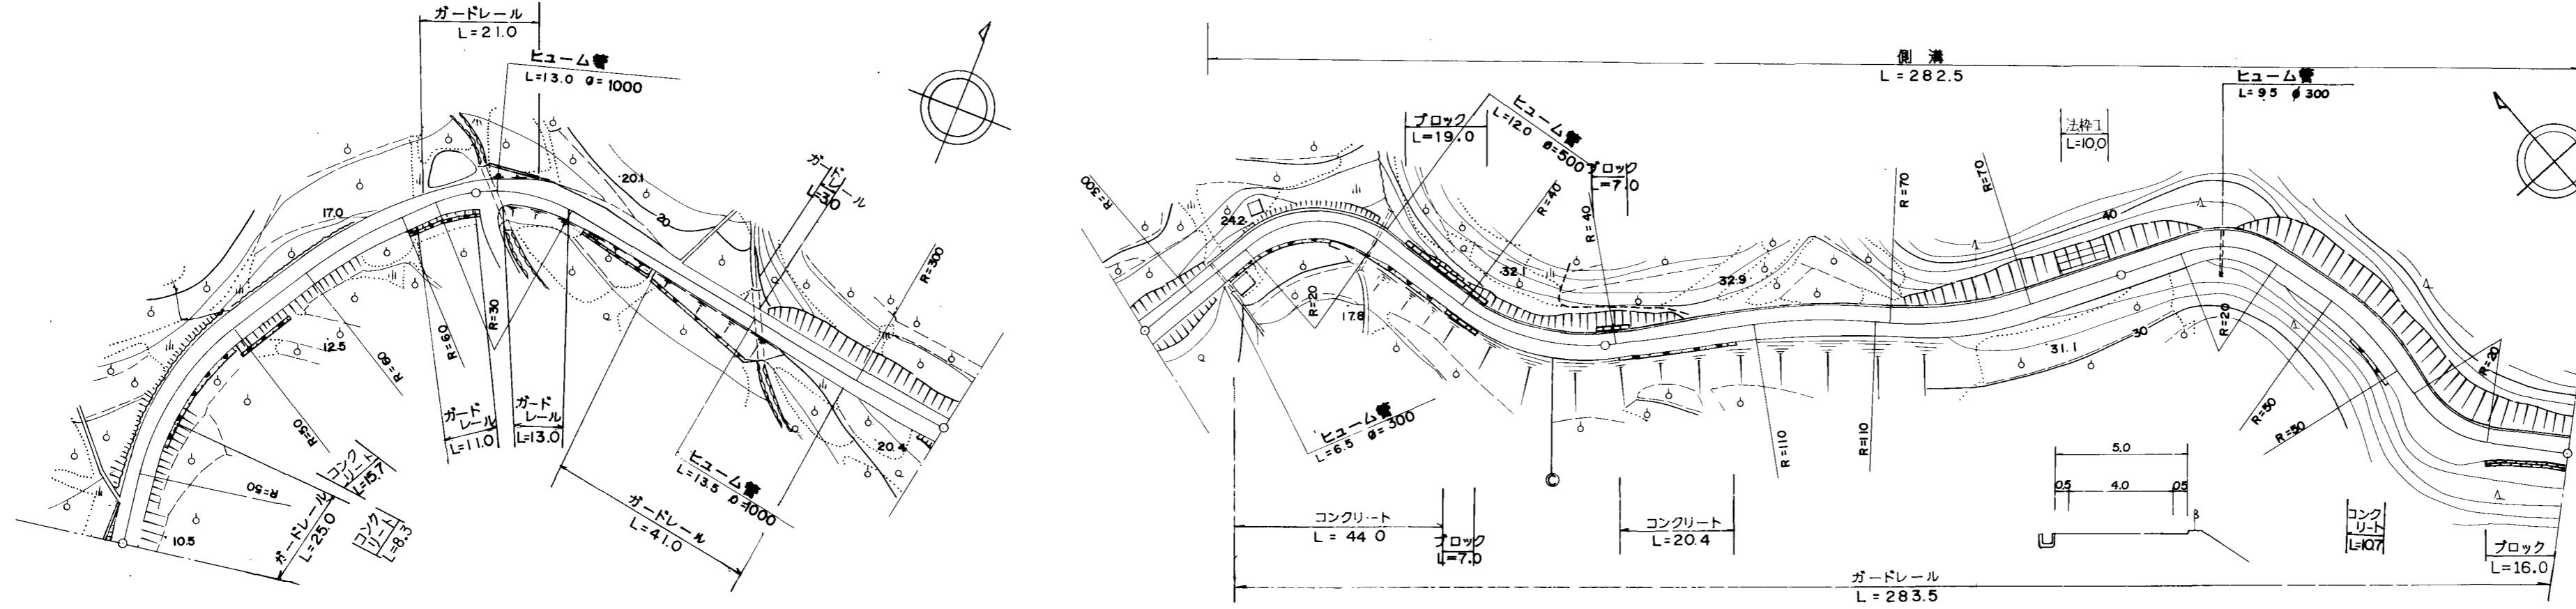 ガードレール
L=21.0
ヒューム管
L=13.0 ø=1000
ガード
レール
L=3.0
20.1
20
17.0
12.5
10.5
20.4
R=300
R=30
R=60
R=60
R=50
R=50
ガード
レール
L=11.0
ガード
レール
L=13.0
コンク
リート
L=15.7
ガードレール
L=25.0
コンク
リート
L=8.3
ヒューム管
L=13.5 ø=1000
ガードレール
L=41.0
側溝
L=282.5
ヒューム管
L=9.5 ø300
ブロック
L=19.0
ヒューム管
L=12.0 ø=500
ブロック
L=7.0
法枠工
L=10.0
R=300
24.2
R=20
17.8
32.1
R=40
R=40
32.9
R=70
R=70
40
31.1
30
R=20
R=20
R=50
R=50
R=110
R=110
ヒューム管
L=6.5 ø=300
C
コンクリート
L=44.0
ブロック
L=7.0
コンクリート
L=20.4
5.0
0.5
4.0
0.5
コンク
リート
L=10.7
ブロック
L=16.0
ガードレール
L=283.5